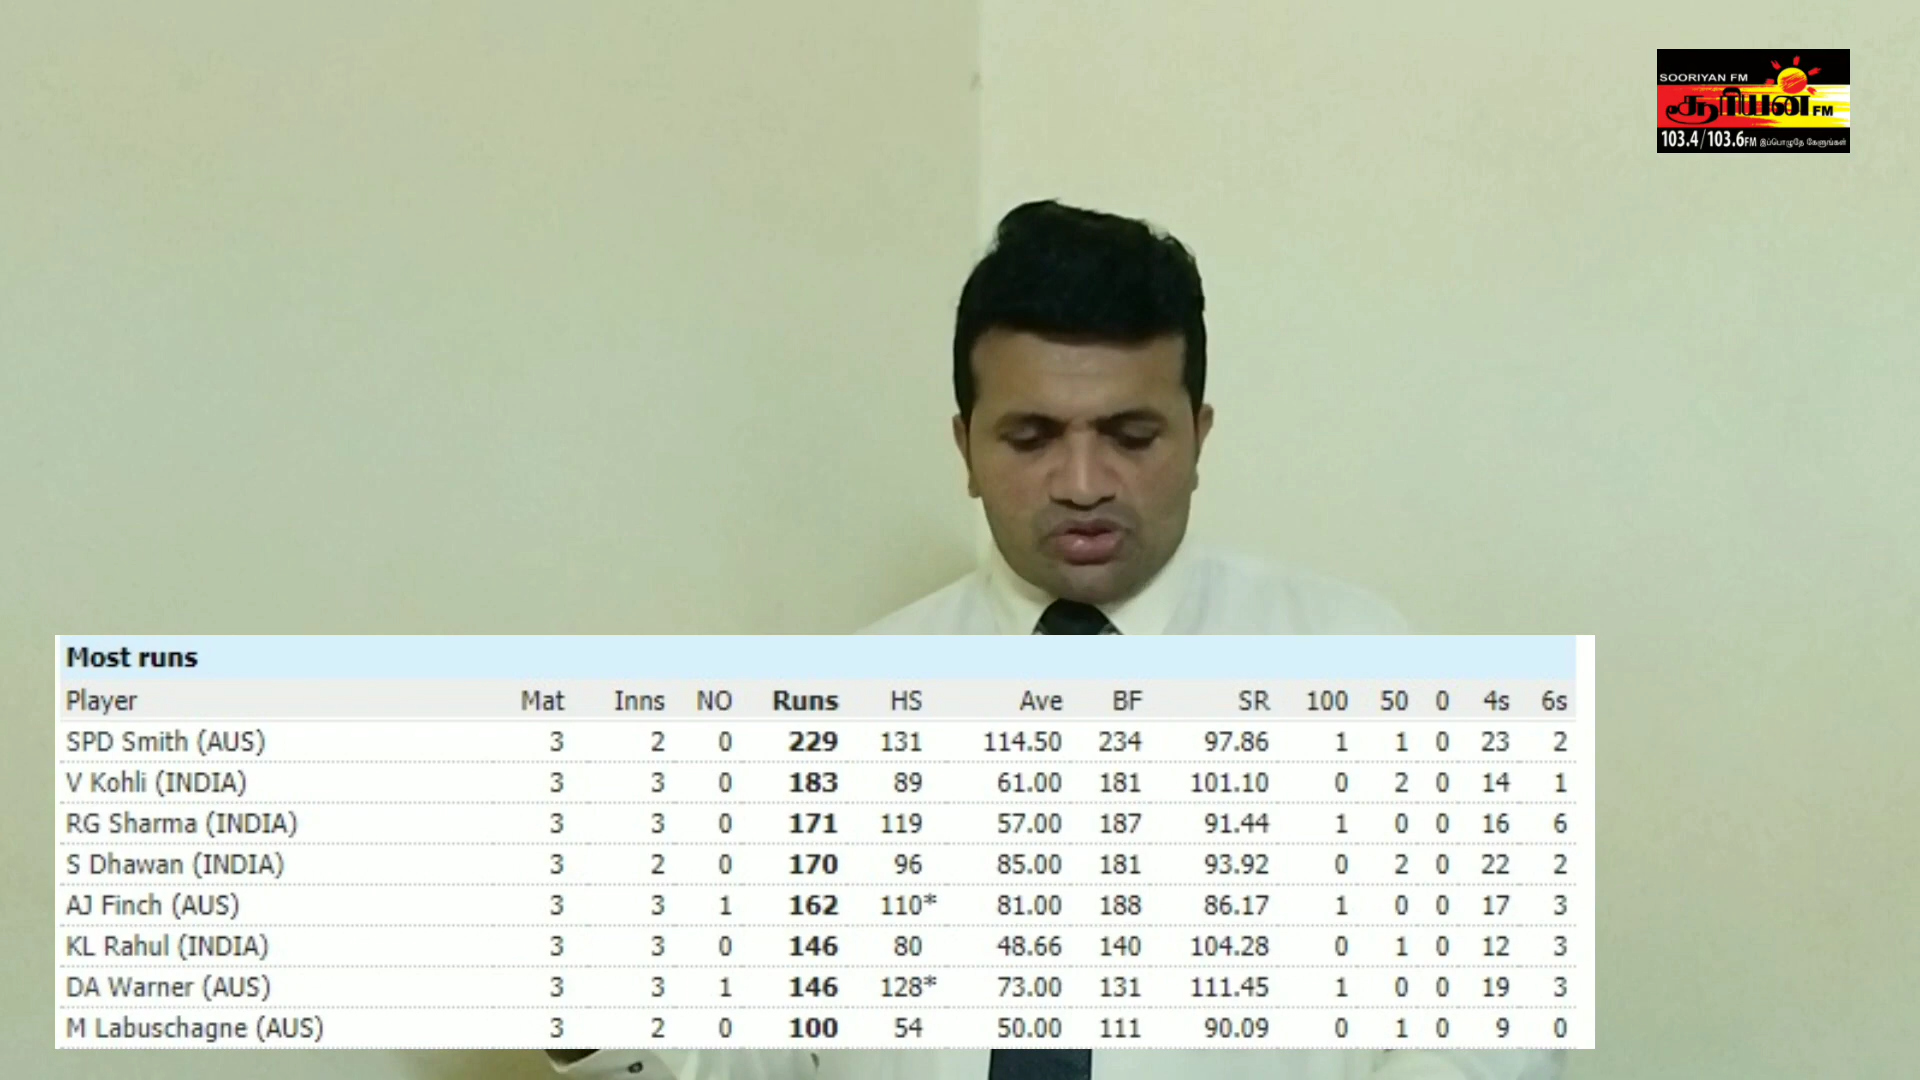 SOORIYAN FM
சூரியன் FM
103.4/103.6FM இப்பொழுதே கேளுங்கள்
Most runs
Player Mat Inns NO Runs HS Ave BF SR 100 50 0 4s 6s
SPD Smith (AUS) 3 2 0 229 131 114.50 234 97.86 1 1 0 23 2
V Kohli (INDIA) 3 3 0 183 89 61.00 181 101.10 0 2 0 14 1
RG Sharma (INDIA) 3 3 0 171 119 57.00 187 91.44 1 0 0 16 6
S Dhawan (INDIA) 3 2 0 170 96 85.00 181 93.92 0 2 0 22 2
AJ Finch (AUS) 3 3 1 162 110* 81.00 188 86.17 1 0 0 17 3
KL Rahul (INDIA) 3 3 0 146 80 48.66 140 104.28 0 1 0 12 3
DA Warner (AUS) 3 3 1 146 128* 73.00 131 111.45 1 0 0 19 3
M Labuschagne (AUS) 3 2 0 100 54 50.00 111 90.09 0 1 0 9 0